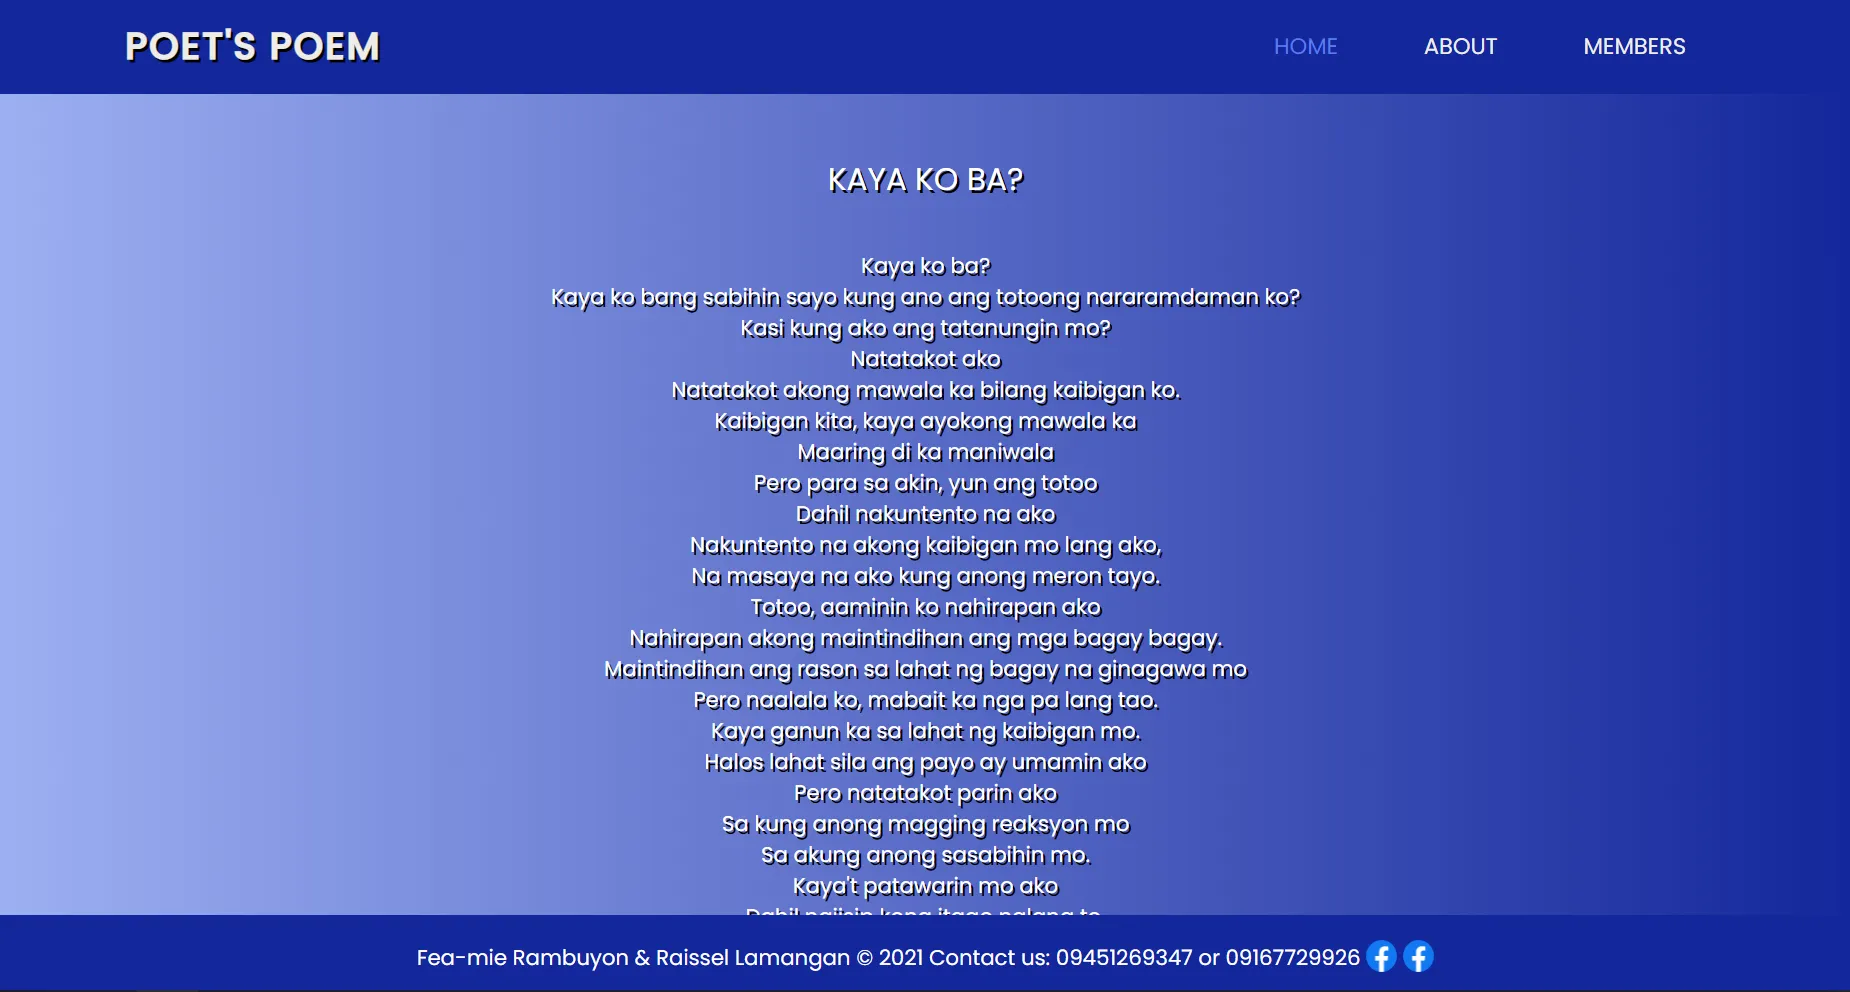 POET'S POEM
HOME
ABOUT
MEMBERS
KAYA KO BA?
Kaya ko ba?
Kaya ko bang sabihin sayo kung ano ang totoong nararamdaman ko?
Kasi kung ako ang tatanungin mo?
Natatakot ako
Natatakot akong mawala ka bilang kaibigan ko.
Kaibigan kita, kaya ayokong mawala ka
Maaring di ka maniwala
Pero para sa akin, yun ang totoo
Dahil nakuntento na ako
Nakuntento na akong kaibigan mo lang ako,
Na masaya na ako kung anong meron tayo.
Totoo, aaminin ko nahirapan ako
Nahirapan akong maintindihan ang mga bagay bagay.
Maintindihan ang rason sa lahat ng bagay na ginagawa mo
Pero naalala ko, mabait ka nga pa lang tao.
Kaya ganun ka sa lahat ng kaibigan mo.
Halos lahat sila ang payo ay umamin ako
Pero natatakot parin ako
Sa kung anong magging reaksyon mo
Sa akung anong sasabihin mo.
Kaya't patawarin mo ako
Fea-mie Rambuyon & Raissel Lamangan © 2021 Contact us: 09451269347 or 09167729926